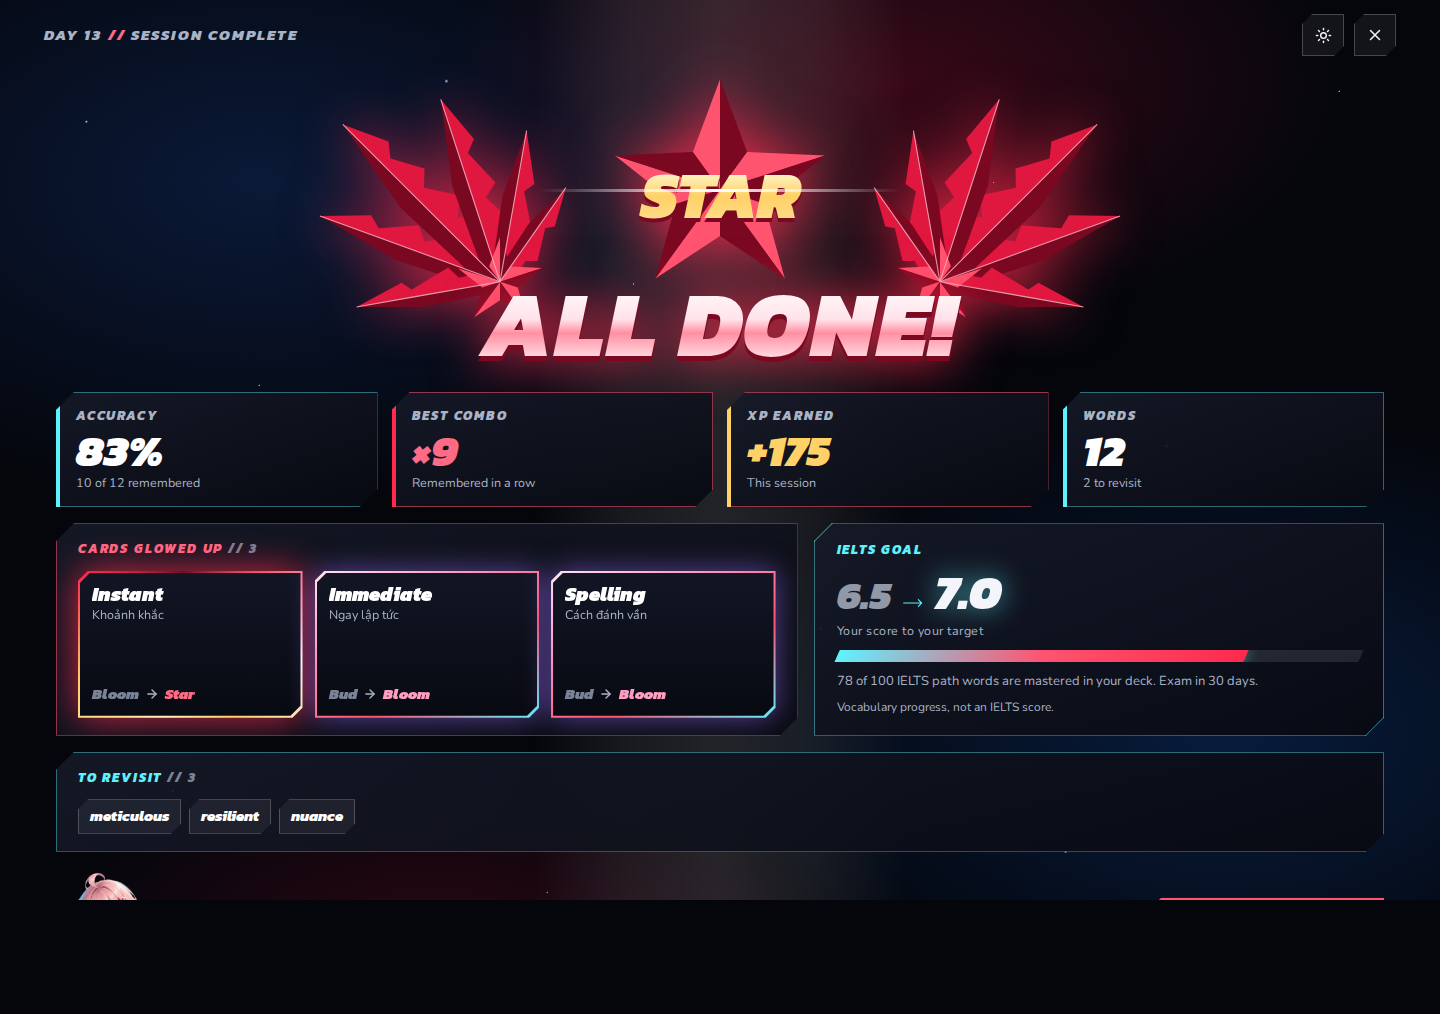 DAY 13 // SESSION COMPLETE
STAR
ALL DONE!
ACCURACY
83%
10 of 12 remembered
BEST COMBO
×9
Remembered in a row
XP EARNED
+175
This session
WORDS
12
2 to revisit
CARDS GLOWED UP // 3
Instant
Khoảnh khắc
Bloom → Star
Immediate
Ngay lập tức
Bud → Bloom
Spelling
Cách đánh vần
Bud → Bloom
IELTS GOAL
6.5 → 7.0
Your score to your target
78 of 100 IELTS path words are mastered in your deck. Exam in 30 days.
Vocabulary progress, not an IELTS score.
TO REVISIT // 3
meticulous
resilient
nuance